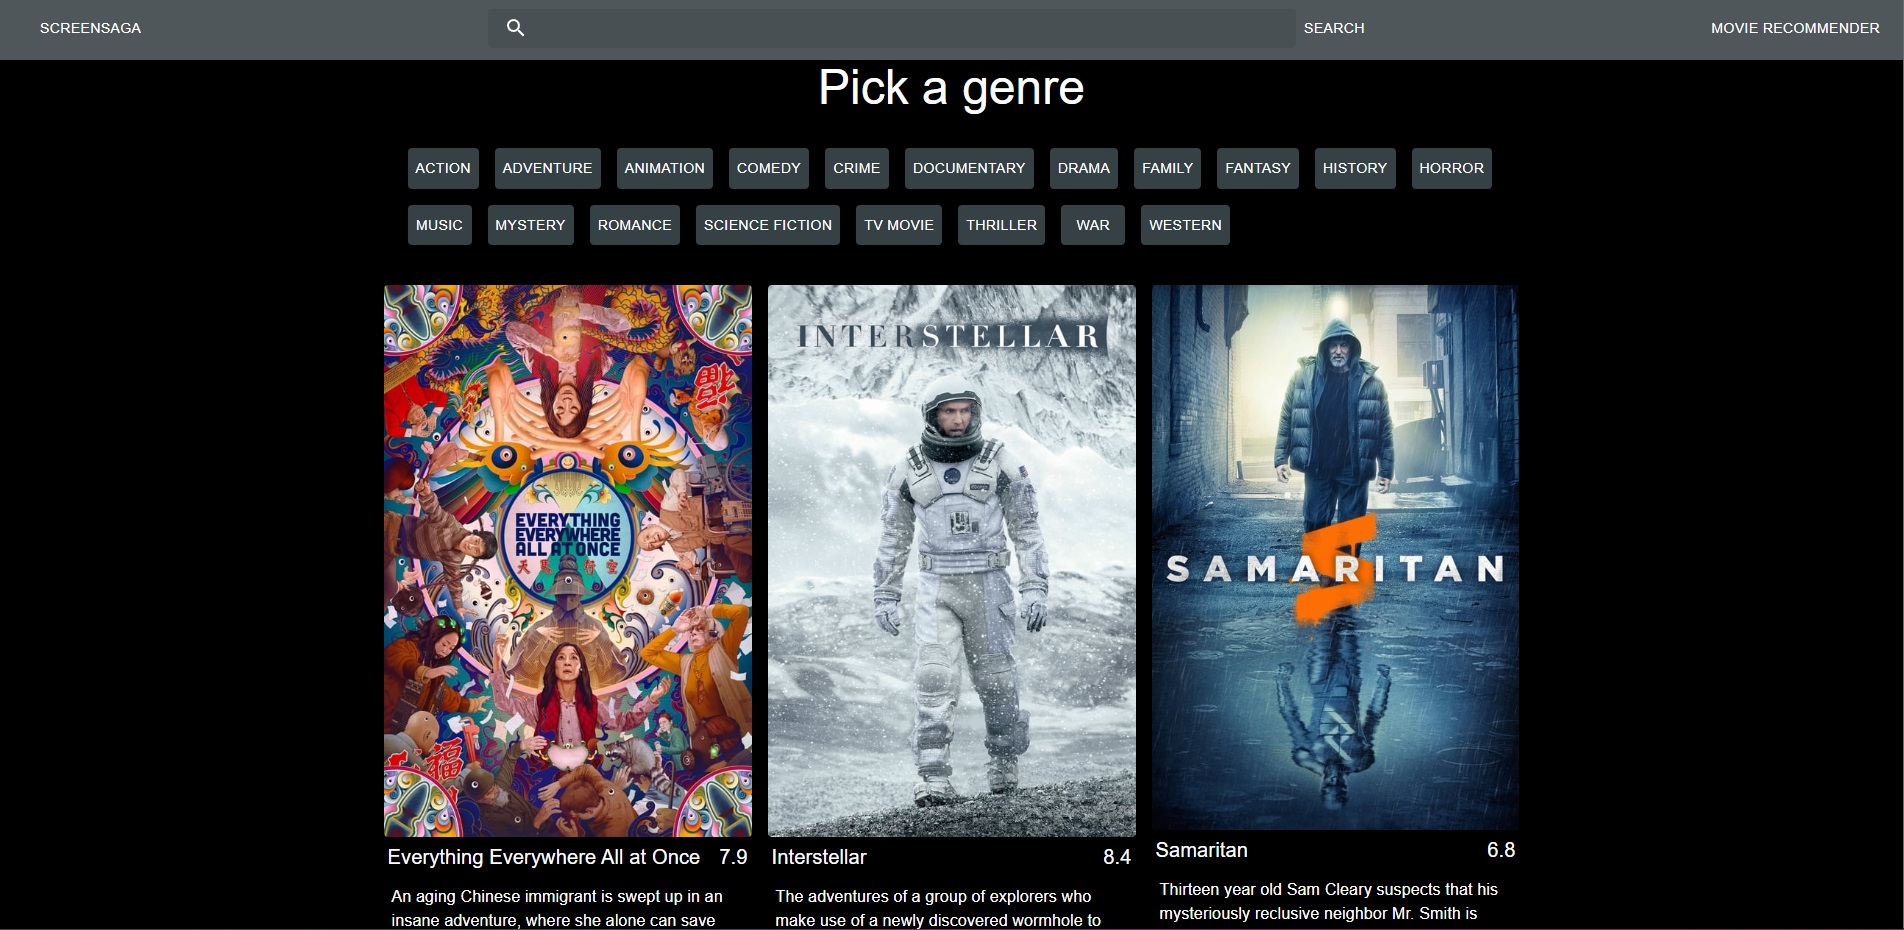 SCREENSAGA
SEARCH
MOVIE RECOMMENDER
Pick a genre
ACTION ADVENTURE ANIMATION COMEDY CRIME DOCUMENTARY DRAMA FAMILY FANTASY HISTORY HORROR
MUSIC MYSTERY ROMANCE SCIENCE FICTION TV MOVIE THRILLER WAR WESTERN
EVERYTHING
EVERYWHERE
ALL AT ONCE
福
Everything Everywhere All at Once 7.9
An aging Chinese immigrant is swept up in an
insane adventure, where she alone can save
INTERSTELLAR
Interstellar 8.4
The adventures of a group of explorers who
make use of a newly discovered wormhole to
SAMARITAN
Samaritan 6.8
Thirteen year old Sam Cleary suspects that his
mysteriously reclusive neighbor Mr. Smith is